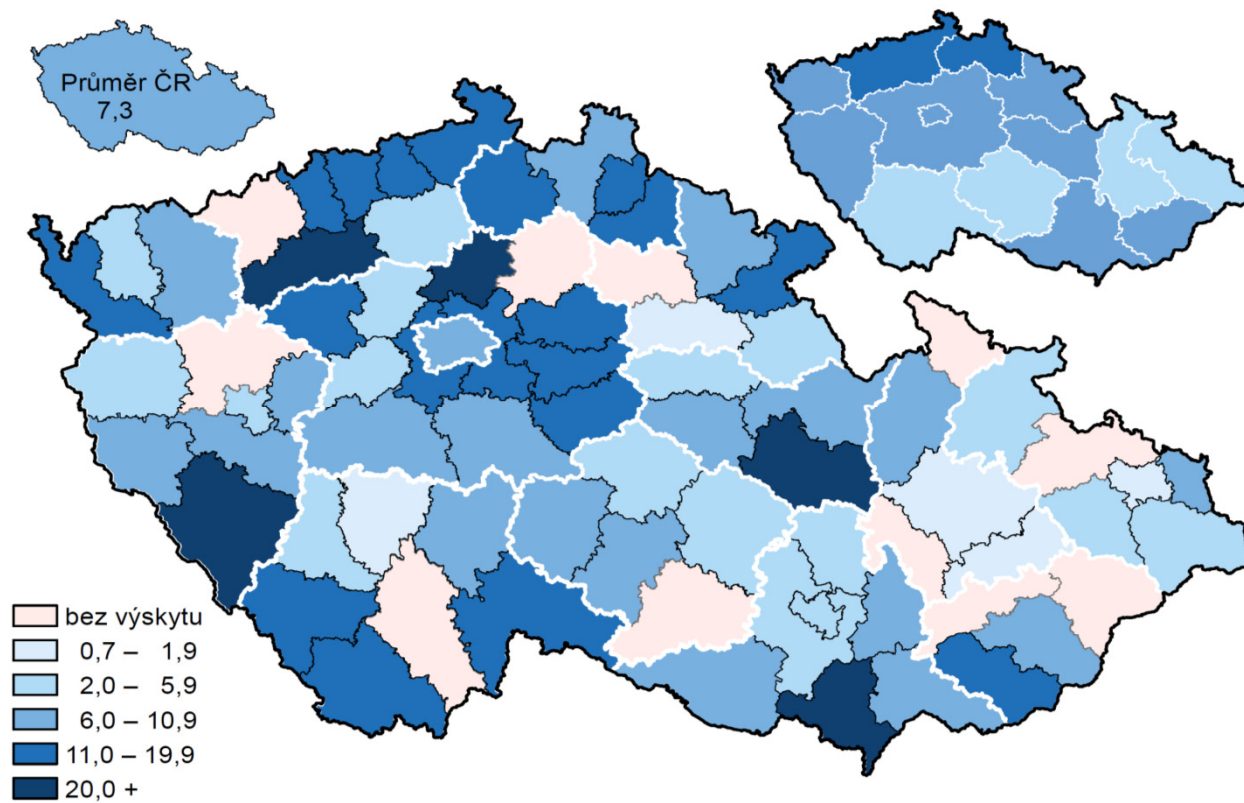 Průměr ČR
7,3
bez výskytu
0,7 – 1,9
2,0 – 5,9
6,0 – 10,9
11,0 – 19,9
20,0 +